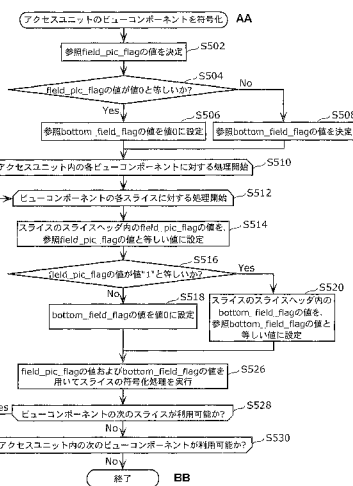 アクセスユニットのビューコンポーネントを符号化 AA
参照field_pic_flagの値を決定 S502
field_pic_flagの値が値0と等しいか? S504
No
Yes
参照bottom_field_flagの値を値0に設定 S506
参照bottom_field_flagの値を決定 S508
アクセスユニット内の各ビューコンポーネントに対する処理開始 S510
ビューコンポーネントの各スライスに対する処理開始 S512
スライスのスライスヘッダ内のfield_pic_flagの値を、
参照field_pic_flagの値と等しい値に設定
S514
field_pic_flagの値が値"1"と等しいか? S516
Yes
No
bottom_field_flagの値を値0に設定 S518
スライスのスライスヘッダ内の
bottom_field_flagの値を、
参照bottom_field_flagの値と
等しい値に設定
S520
field_pic_flagの値およびbottom_field_flagの値を
用いてスライスの符号化処理を実行
S526
ビューコンポーネントの次のスライスが利用可能か? S528
No
アクセスユニット内の次のビューコンポーネントが利用可能か? S530
No
終了 BB